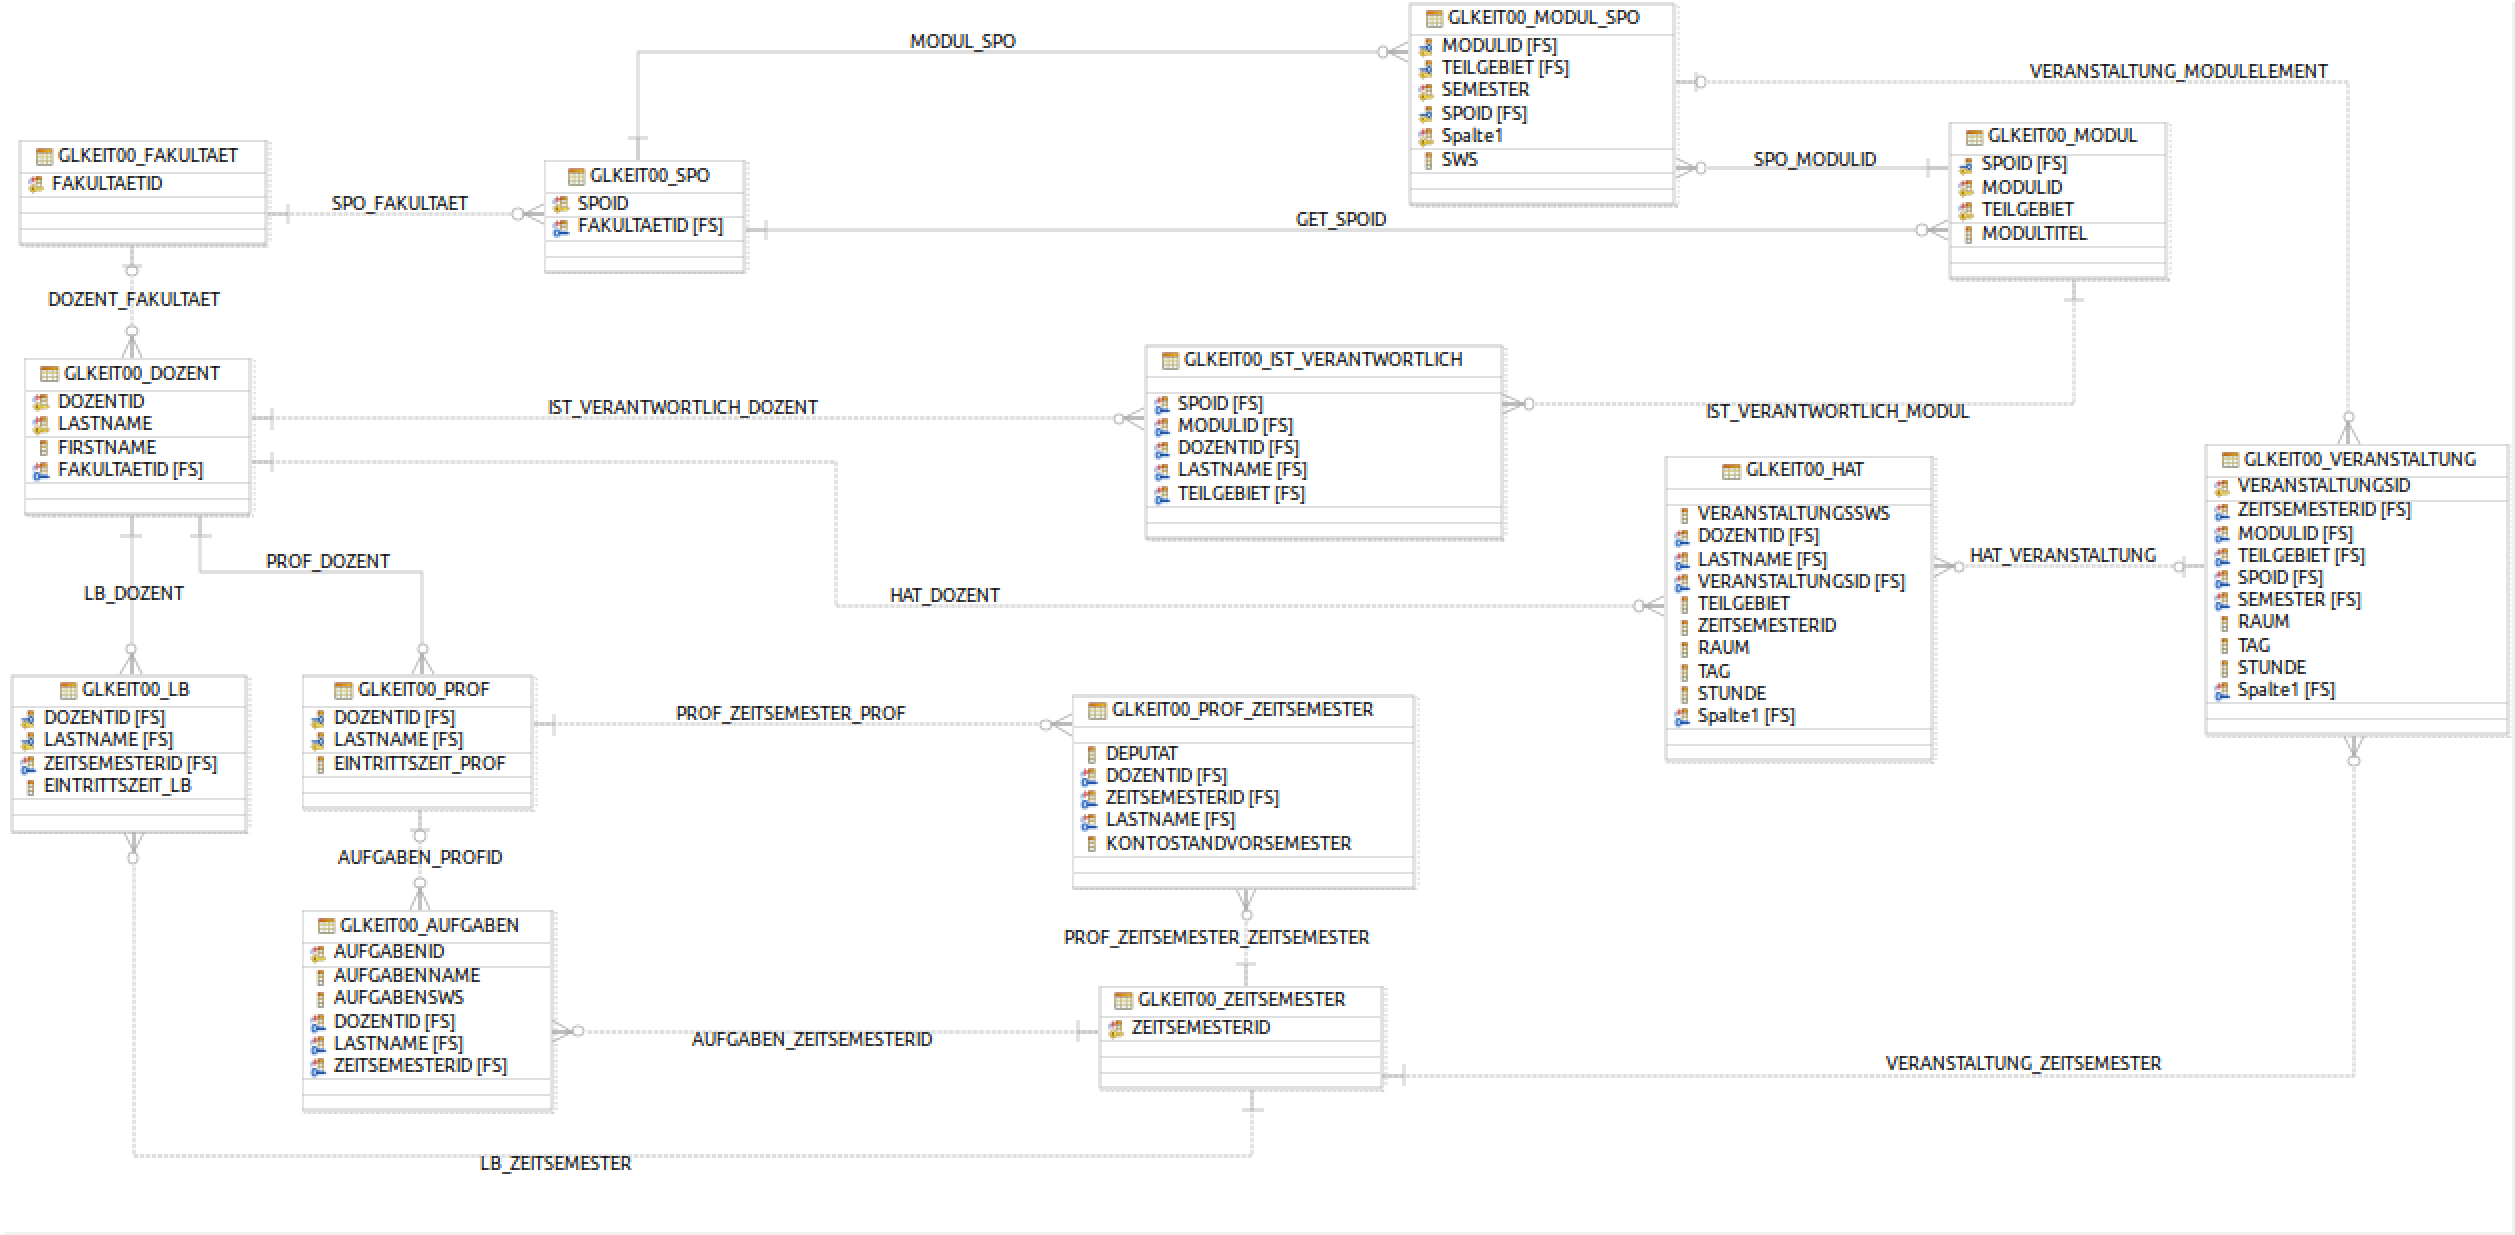 MODUL_SPO
GLKEIT00_MODUL_SPO
MODULID [FS]
TEILGEBIET [FS]
SEMESTER
SPOID [FS]
Spalte1
SWS
VERANSTALTUNG_MODULELEMENT
GLKEIT00_FAKULTAET
FAKULTAETID
SPO_FAKULTAET
GLKEIT00_SPO
SPOID
FAKULTAETID [FS]
SPO_MODULID
GET_SPOID
GLKEIT00_MODUL
SPOID [FS]
MODULID
TEILGEBIET
MODULTITEL
DOZENT_FAKULTAET
GLKEIT00_DOZENT
DOZENTID
LASTNAME
FIRSTNAME
FAKULTAETID [FS]
IST_VERANTWORTLICH_DOZENT
GLKEIT00_IST_VERANTWORTLICH
SPOID [FS]
MODULID [FS]
DOZENTID [FS]
LASTNAME [FS]
TEILGEBIET [FS]
IST_VERANTWORTLICH_MODUL
GLKEIT00_HAT
VERANSTALTUNGSSWS
DOZENTID [FS]
LASTNAME [FS]
VERANSTALTUNGSID [FS]
TEILGEBIET
ZEITSEMESTERID
RAUM
TAG
STUNDE
Spalte1 [FS]
HAT_VERANSTALTUNG
GLKEIT00_VERANSTALTUNG
VERANSTALTUNGSID
ZEITSEMESTERID [FS]
MODULID [FS]
TEILGEBIET [FS]
SPOID [FS]
SEMESTER [FS]
RAUM
TAG
STUNDE
Spalte1 [FS]
PROF_DOZENT
LB_DOZENT
HAT_DOZENT
GLKEIT00_LB
DOZENTID [FS]
LASTNAME [FS]
ZEITSEMESTERID [FS]
EINTRITTSZEIT_LB
GLKEIT00_PROF
DOZENTID [FS]
LASTNAME [FS]
EINTRITTSZEIT_PROF
PROF_ZEITSEMESTER_PROF
GLKEIT00_PROF_ZEITSEMESTER
DEPUTAT
DOZENTID [FS]
ZEITSEMESTERID [FS]
LASTNAME [FS]
KONTOSTANDVORSEMESTER
AUFGABEN_PROFID
GLKEIT00_AUFGABEN
AUFGABENID
AUFGABENNAME
AUFGABENSWS
DOZENTID [FS]
LASTNAME [FS]
ZEITSEMESTERID [FS]
PROF_ZEITSEMESTER_ZEITSEMESTER
AUFGABEN_ZEITSEMESTERID
GLKEIT00_ZEITSEMESTER
ZEITSEMESTERID
VERANSTALTUNG_ZEITSEMESTER
LB_ZEITSEMESTER